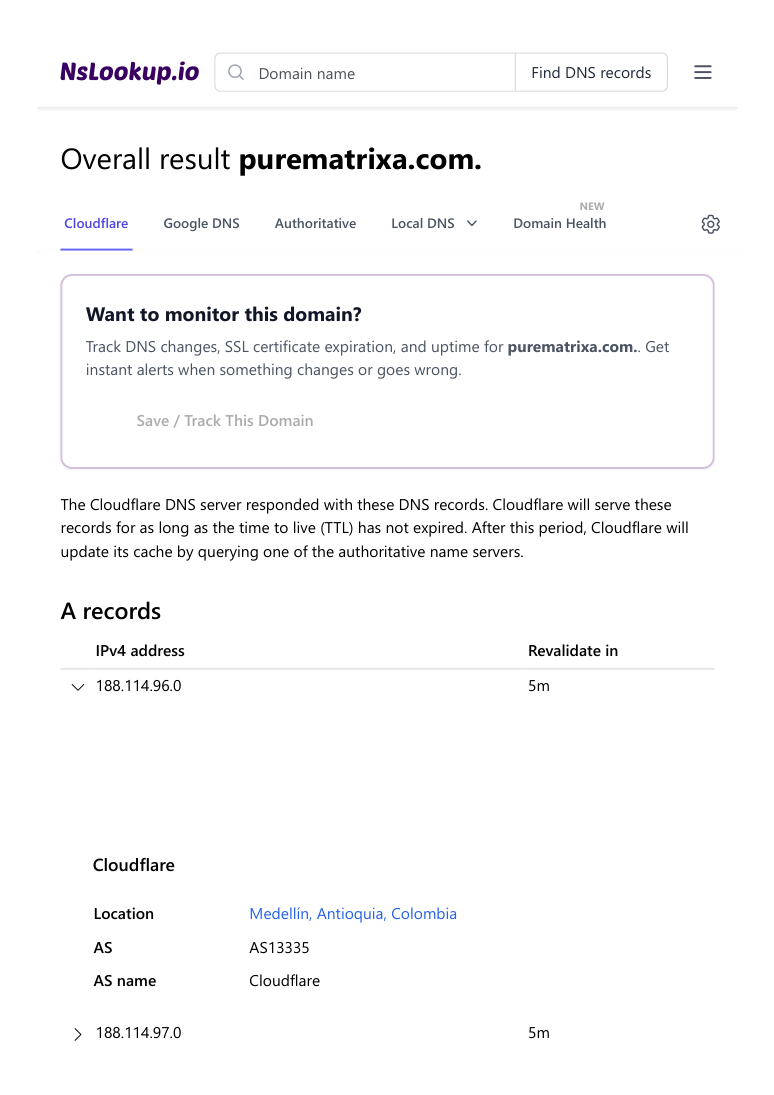 NsLookup.io
Domain name
Find DNS records
Overall result purematrixa.com.
Cloudflare
Google DNS
Authoritative
Local DNS
NEW
Domain Health
Want to monitor this domain?
Track DNS changes, SSL certificate expiration, and uptime for purematrixa.com.. Get
instant alerts when something changes or goes wrong.
Save / Track This Domain
The Cloudflare DNS server responded with these DNS records. Cloudflare will serve these
records for as long as the time to live (TTL) has not expired. After this period, Cloudflare will
update its cache by querying one of the authoritative name servers.
A records
IPv4 address Revalidate in
188.114.96.0 5m
Cloudflare
Location Medellín, Antioquia, Colombia
AS AS13335
AS name Cloudflare
188.114.97.0 5m